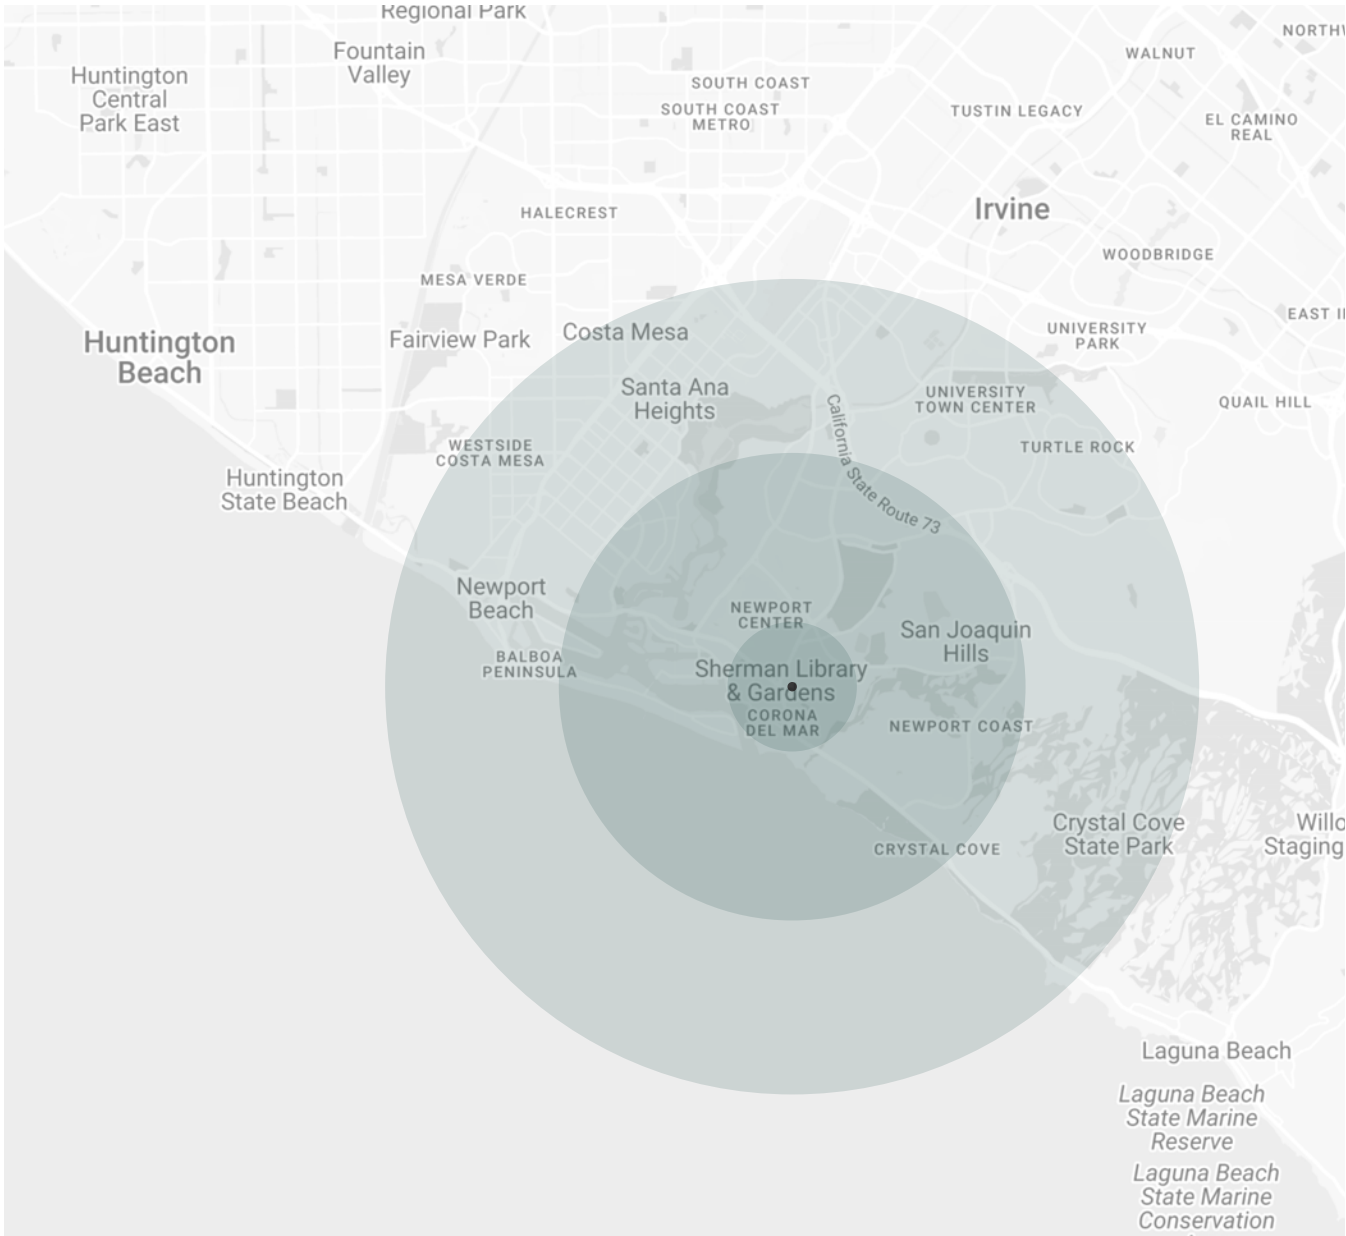 Regional Park
NORTHW
Fountain
Valley
WALNUT
Huntington
Central
Park East
SOUTH COAST
SOUTH COAST
METRO
TUSTIN LEGACY
EL CAMINO
REAL
HALECREST
Irvine
WOODBRIDGE
MESA VERDE
EAST I
Huntington
Beach
Fairview Park
Costa Mesa
UNIVERSITY
PARK
Santa Ana
Heights
UNIVERSITY
TOWN CENTER
QUAIL HILL
California State Route 73
WESTSIDE
COSTA MESA
TURTLE ROCK
Huntington
State Beach
Newport
Beach
NEWPORT
CENTER
San Joaquin
Hills
BALBOA
PENINSULA
Sherman Library
& Gardens
CORONA
DEL MAR
NEWPORT COAST
Crystal Cove
State Park
Willo
Staging
CRYSTAL COVE
Laguna Beach
Laguna Beach
State Marine
Reserve
Laguna Beach
State Marine
Conservation